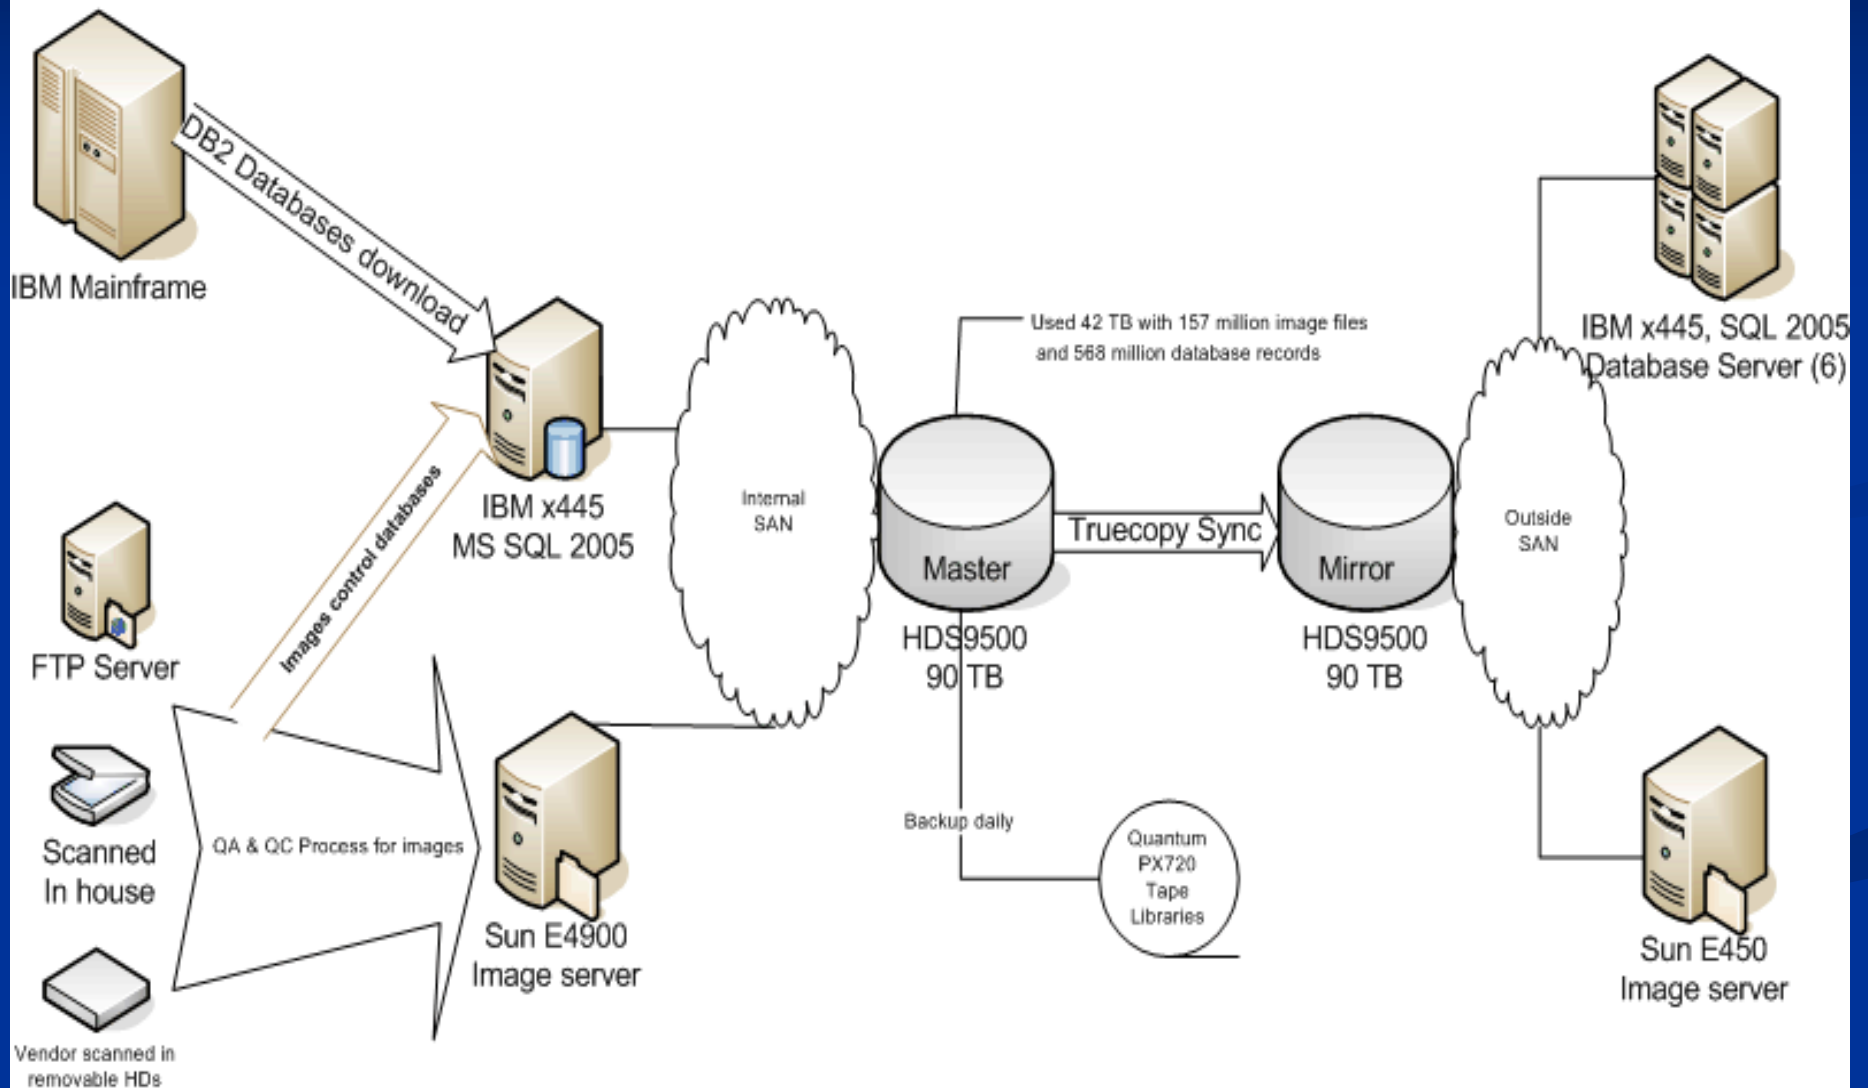 IBM Mainframe
DB2 Databases download
IBM x445
MS SQL 2005
Images control databases
FTP Server
Scanned
In house
Vendor scanned in
removable HDs
QA & QC Process for images
Sun E4900
Image server
Internal
SAN
Used 42 TB with 157 million image files
and 568 million database records
Master
HDS9500
90 TB
Truecopy Sync
Mirror
HDS9500
90 TB
Backup daily
Quantum
PX720
Tape
Libraries
Outside
SAN
IBM x445, SQL 2005
Database Server (6)
Sun E450
Image server